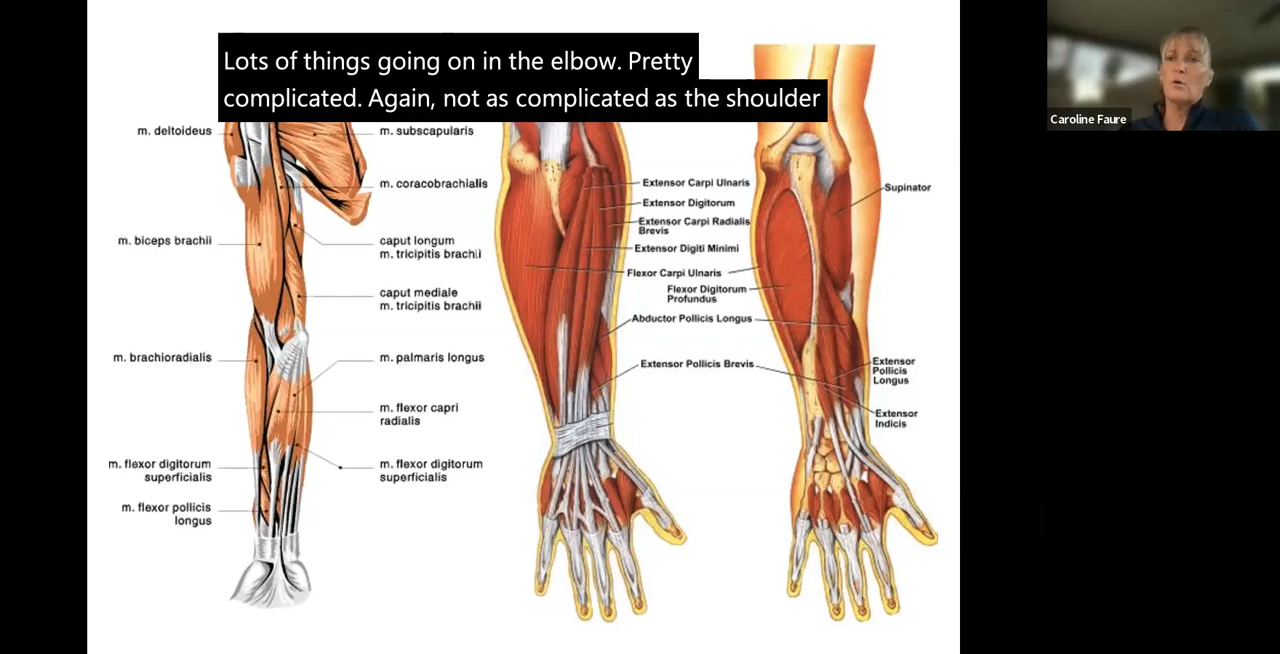 Lots of things going on in the elbow. Pretty
complicated. Again, not as complicated as the shoulder
Caroline Faure
m. deltoideus
m. biceps brachii
m. brachioradialis
m. flexor digitorum
superficialis
m. flexor pollicis
longus
m. subscapularis
m. coracobrachialis
caput longum
m. tricipitis brachii
caput mediale
m. tricipitis brachii
m. palmaris longus
m. flexor capri
radialis
m. flexor digitorum
superficialis
Extensor Carpi Ulnaris
Extensor Digitorum
Extensor Carpi Radialis
Brevis
Extensor Digiti Minimi
Flexor Carpi Ulnaris
Flexor Digitorum
Profundus
Abductor Pollicis Longus
Extensor Pollicis Brevis
Supinator
Extensor
Pollicis
Longus
Extensor
Indicis